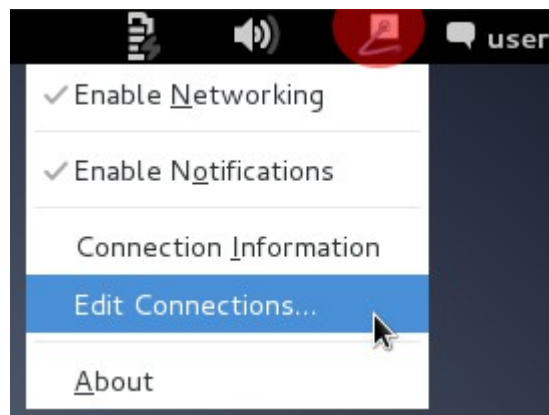 user
Enable Networking
Enable Notifications
Connection Information
Edit Connections...
About